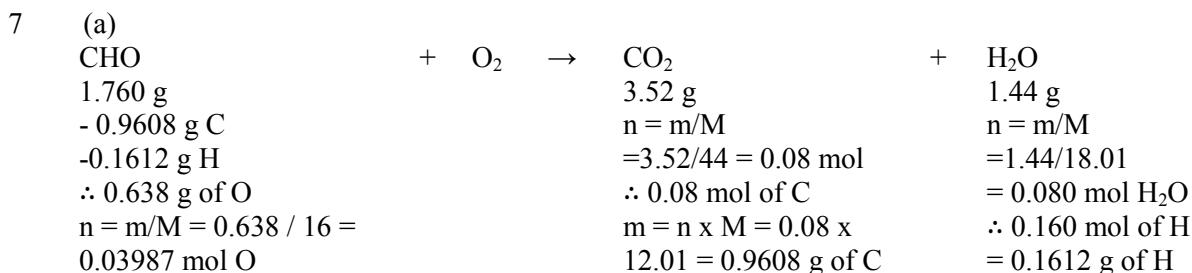 7 (a)
CHO + O₂ → CO₂ + H₂O
1.760 g 3.52 g 1.44 g
- 0.9608 g C n = m/M n = m/M
-0.1612 g H =3.52/44 = 0.08 mol =1.44/18.01
∴ 0.638 g of O ∴ 0.08 mol of C = 0.080 mol H₂O
n = m/M = 0.638 / 16 = m = n x M = 0.08 x ∴ 0.160 mol of H
0.03987 mol O 12.01 = 0.9608 g of C = 0.1612 g of H